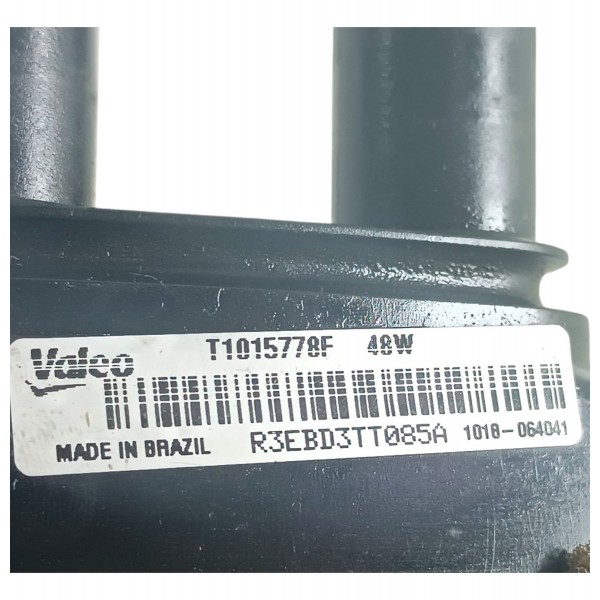 Valeo
T1015778F 48W
MADE IN BRAZIL
R3EBD3TT085A 1018-064041